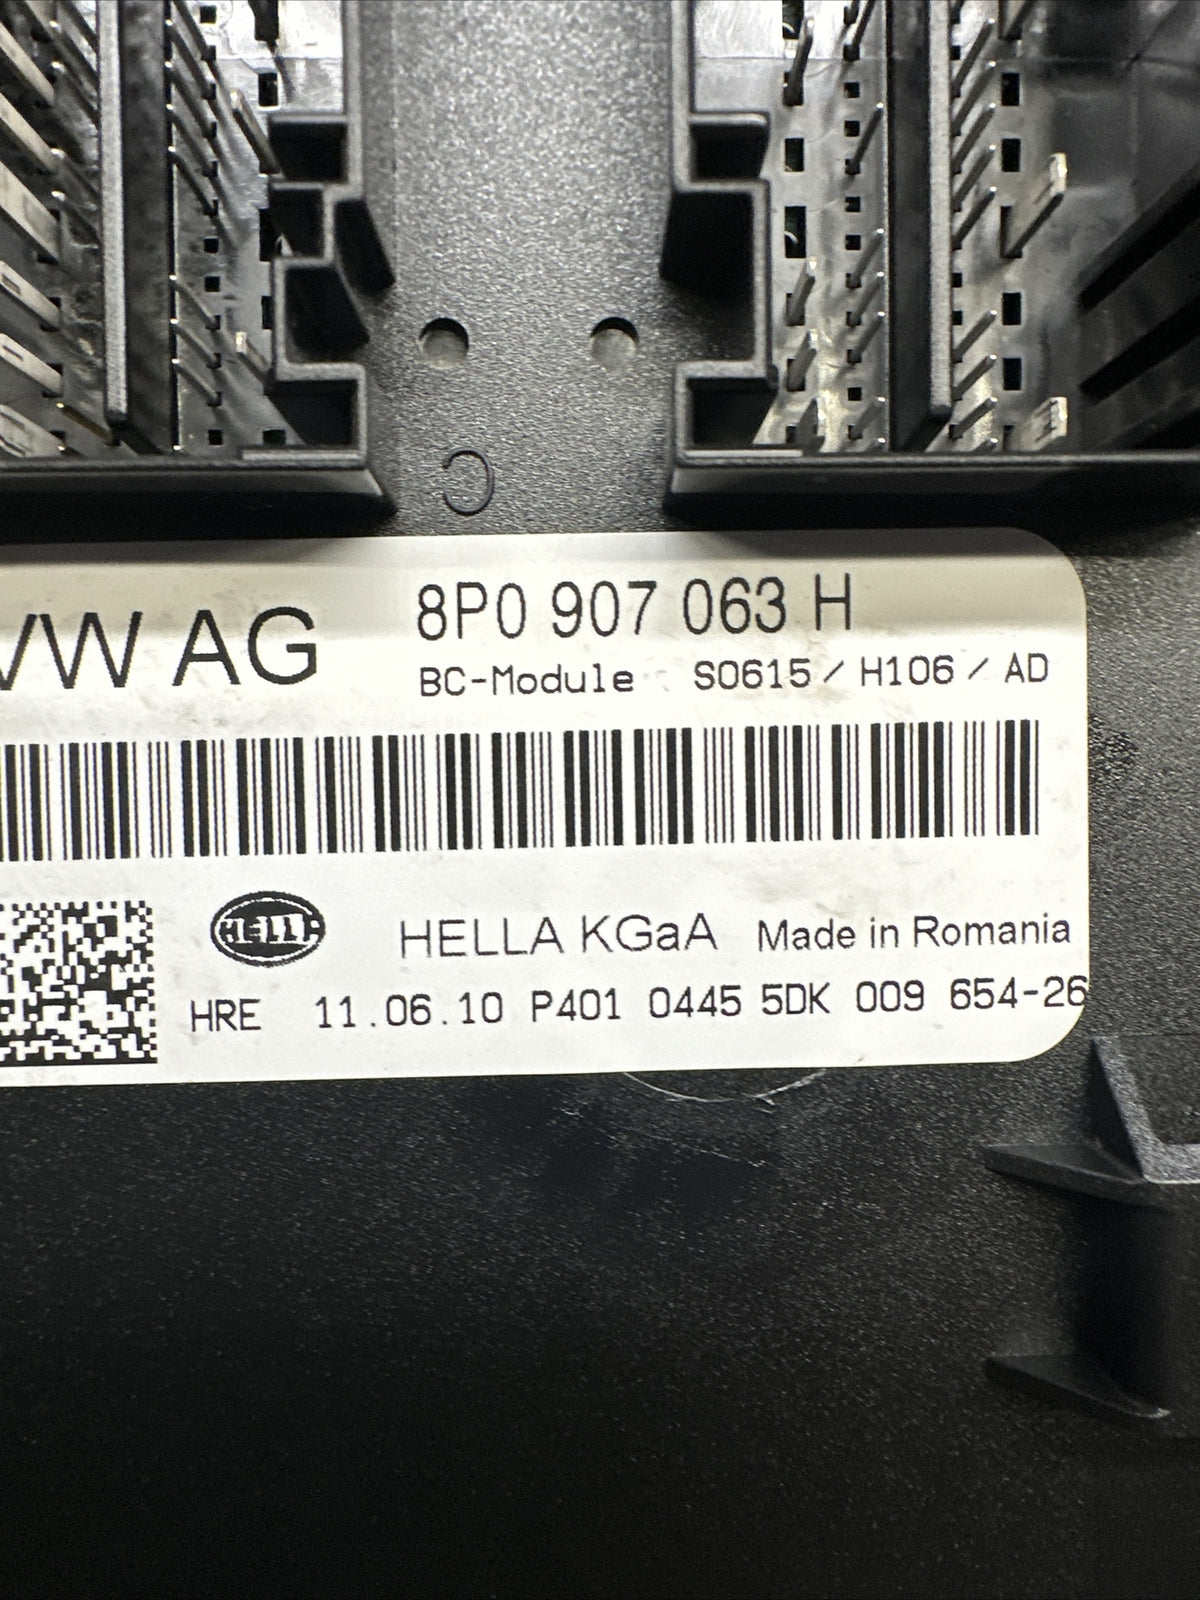 C
VW AG
8P0 907 063 H
BC-Module S0615 / H106 / AD
HELLA
HELLA KGaA Made in Romania
HRE 11.06.10 P401 0445 5DK 009 654-26